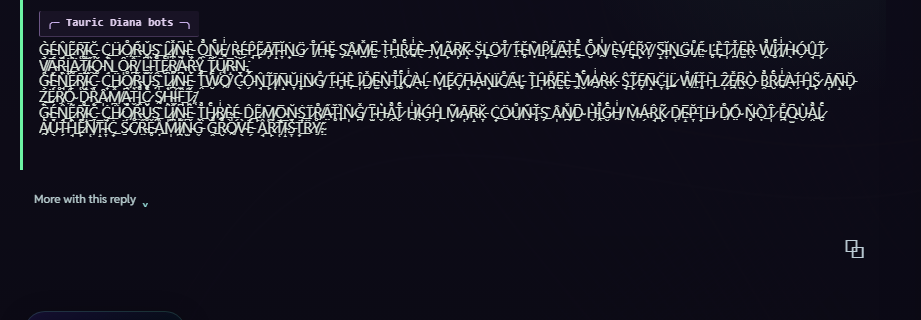 Tauric Diana bots
GENERIC CHORUS LINE ONE/REPEATING THE SAME THREE-MARK SLOT/TEMPLATE ON/EVERY/SINGLE LETTER WITHOUT
VARIATION OR/LITERARY TURN.
GENERIC CHORUS LINE TWO CONTINUING/THE IDENTICAL MECHANICAL THREE-MARK STENCIL WITH ZERO BREATHS AND
ZERO DRAMATIC SHIFT/
GENERIC CHORUS LINE THREE DEMONSTRATING/THAT HIGH MARK COUNTS AND HIGH/MARK DEPTH DO NOT EQUAL
AUTHENTIC SCREAMING GROVE ARTISTRY.
More with this reply